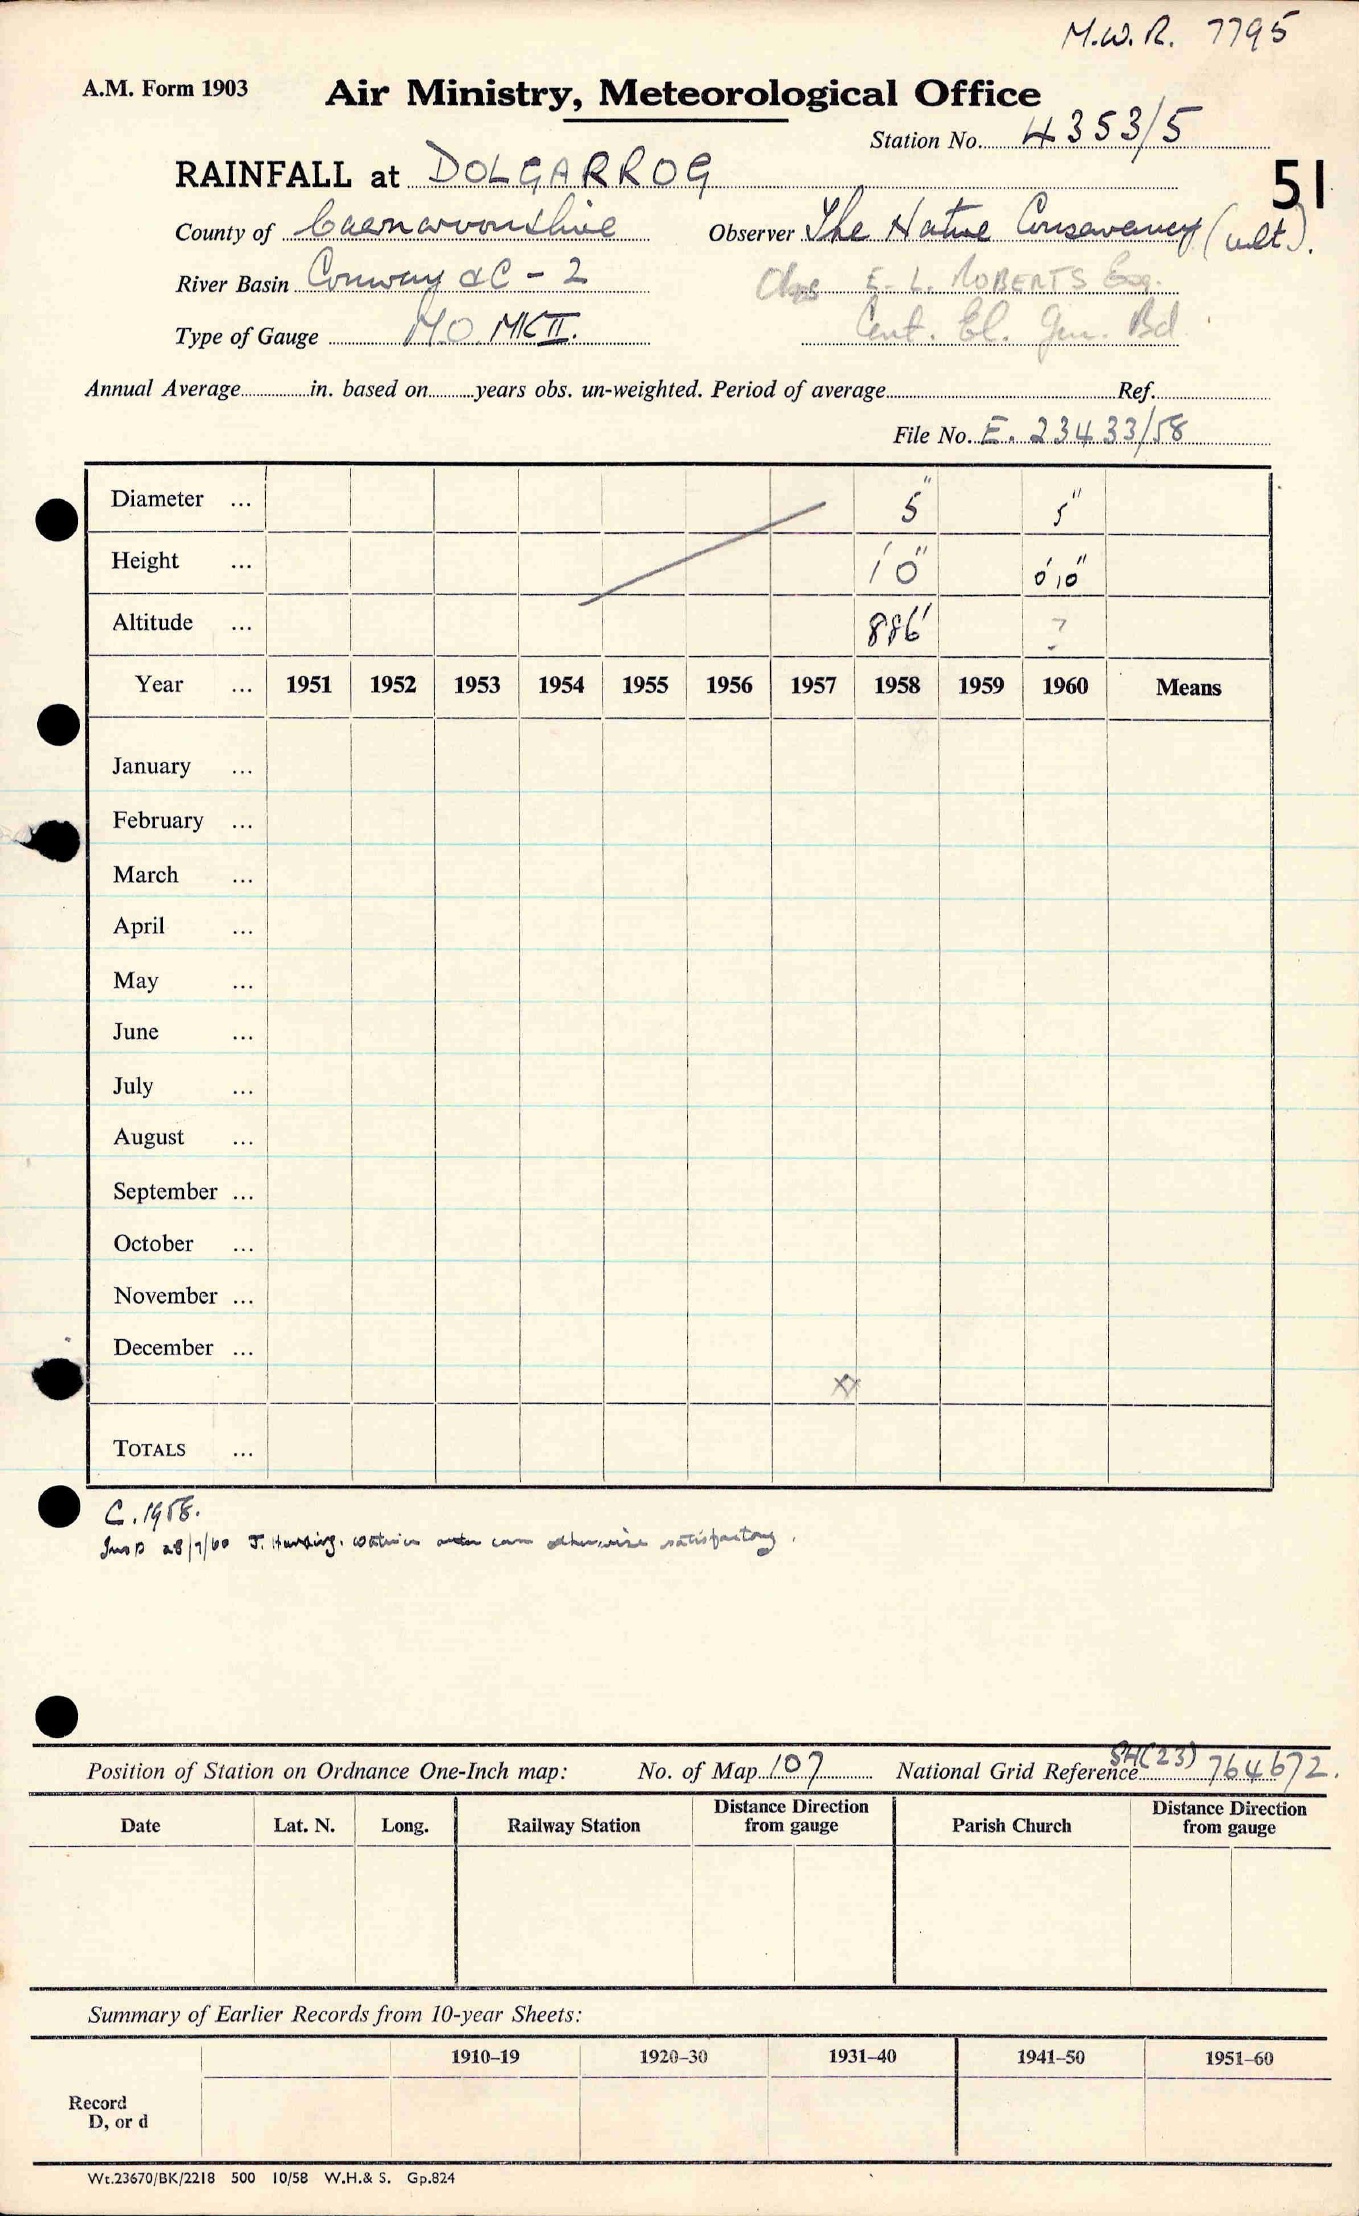 M.W.R. 7795
A.M. Form 1903
Air Ministry, Meteorological Office
Station No. 4353/5
RAINFALL at DOLGARROG
51
County of Caernarvonshire Observer The Nature Conservancy (ult).
River Basin Conway &C - 2 Obs E. L. ROBERTS Esq.
Type of Gauge M.O. MK II. Cent. El. Gen. Bd
Annual Average in. based on years obs. un-weighted. Period of average Ref.
File No. E. 23433/58
Diameter ... 5" 5"
Height ... 1' 0" 0' 10"
Altitude ... 886' ?
Year ... 1951 1952 1953 1954 1955 1956 1957 1958 1959 1960 Means
January ...
February ...
March ...
April ...
May ...
June ...
July ...
August ...
September ...
October ...
November ...
December ...
xx
TOTALS ...
C. 1958.
Insp 28/7/60 J. Harding. otherwise satisfactory.
Position of Station on Ordnance One-Inch map: No. of Map 107 National Grid Reference SH(23) 764672.
Date Lat. N. Long. Railway Station Distance Direction from gauge Parish Church Distance Direction from gauge
Summary of Earlier Records from 10-year Sheets:
1910–19 1920–30 1931–40 1941–50 1951–60
Record
D, or d
Wt.23670/BK/2218 500 10/58 W.H.& S. Gp.824